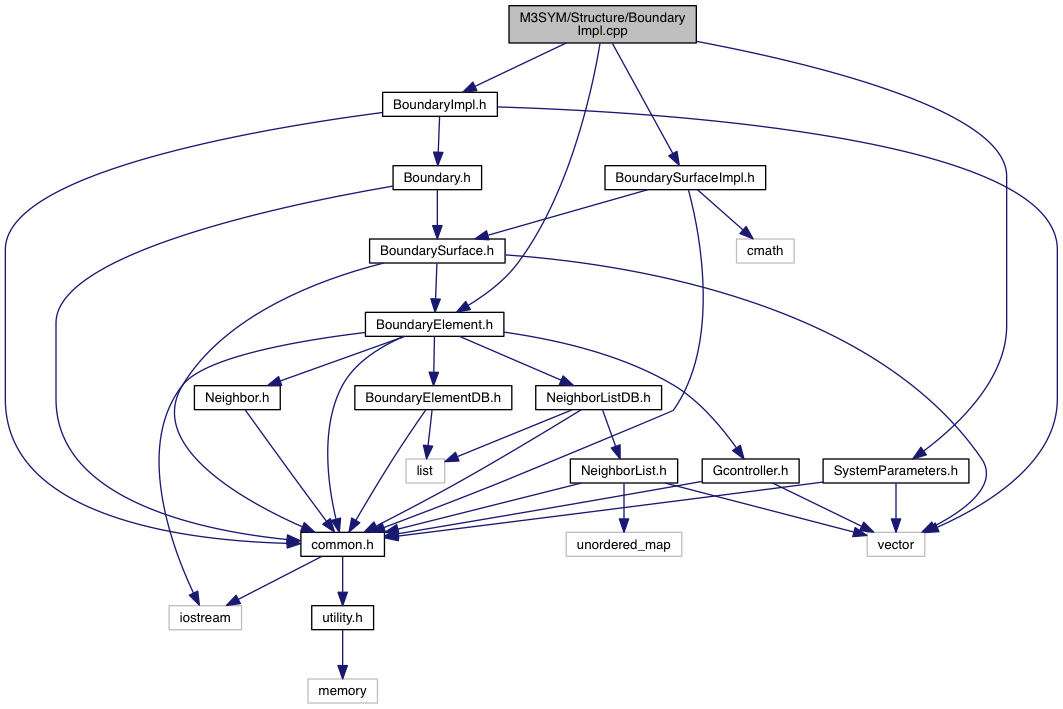 M3SYM/Structure/Boundary
Impl.cpp
BoundaryImpl.h
Boundary.h
BoundarySurfaceImpl.h
BoundarySurface.h
cmath
BoundaryElement.h
Neighbor.h
BoundaryElementDB.h
NeighborListDB.h
list
NeighborList.h
Gcontroller.h
SystemParameters.h
common.h
unordered_map
vector
iostream
utility.h
memory